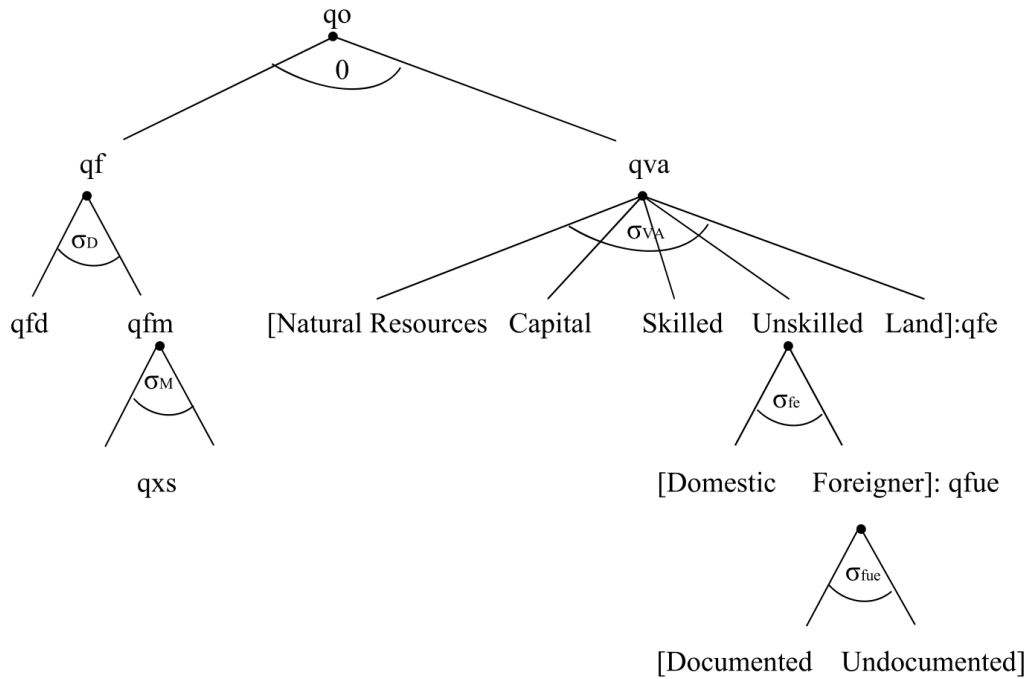 qo
0
qf qva
σD σVA
qfd qfm [Natural Resources Capital Skilled Unskilled Land]:qfe
σM σfe
qxs [Domestic Foreigner]: qfue
σfue
[Documented Undocumented]